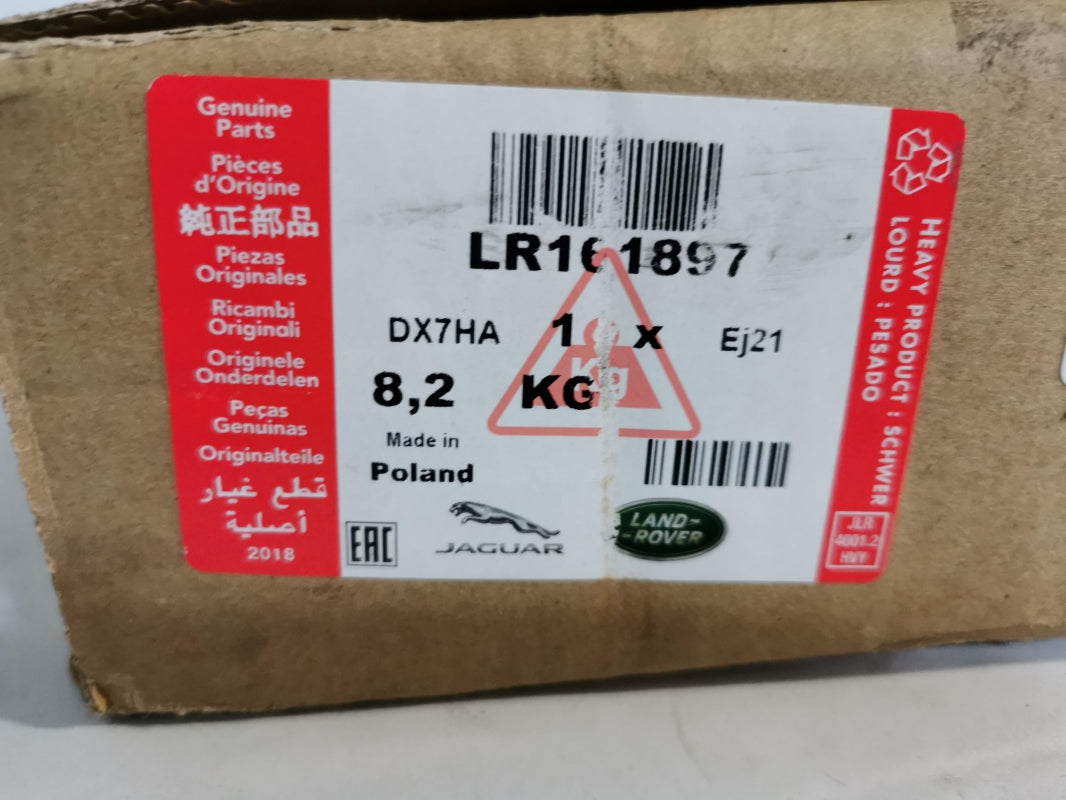 Genuine
Parts
Pièces
d'Origine
純正部品
Piezas
Originales
Ricambi
Originali
Originele
Onderdelen
Peças
Genuinas
Originalteile
قطع غيار
أصلية
2018
LR161897
DX7HA 1 x Ej21
8,2 KG
Kg
Made in
Poland
EAC
JAGUAR
LAND-
-ROVER
HEAVY PRODUCT : SCHWER
LOURD : PESADO
JLR
4001.2
HVY